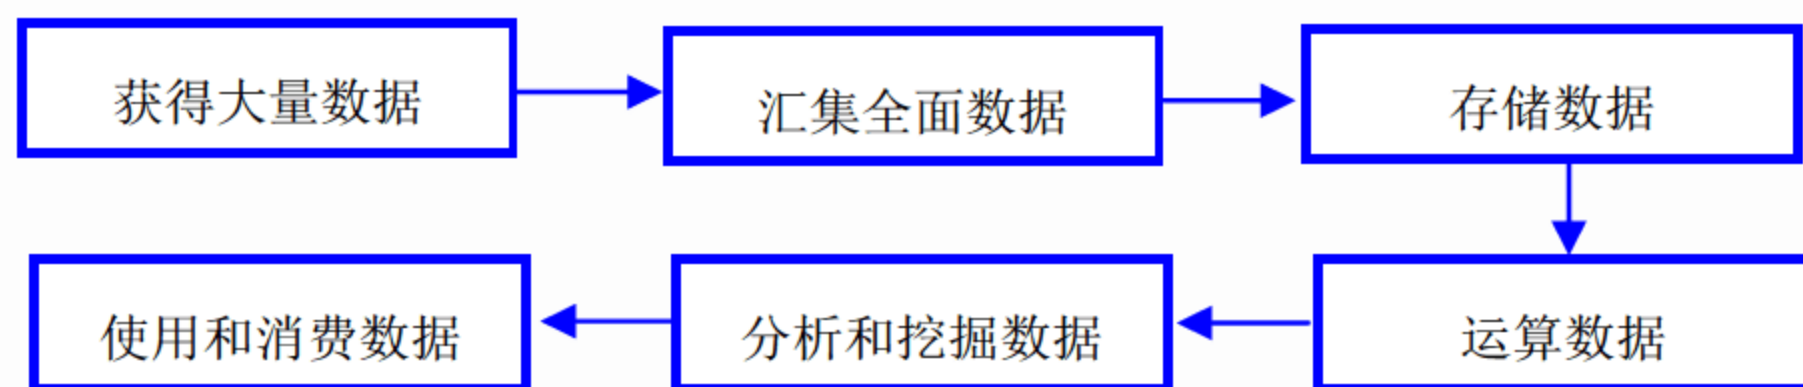 获得大量数据
汇集全面数据
存储数据
使用和消费数据
分析和挖掘数据
运算数据